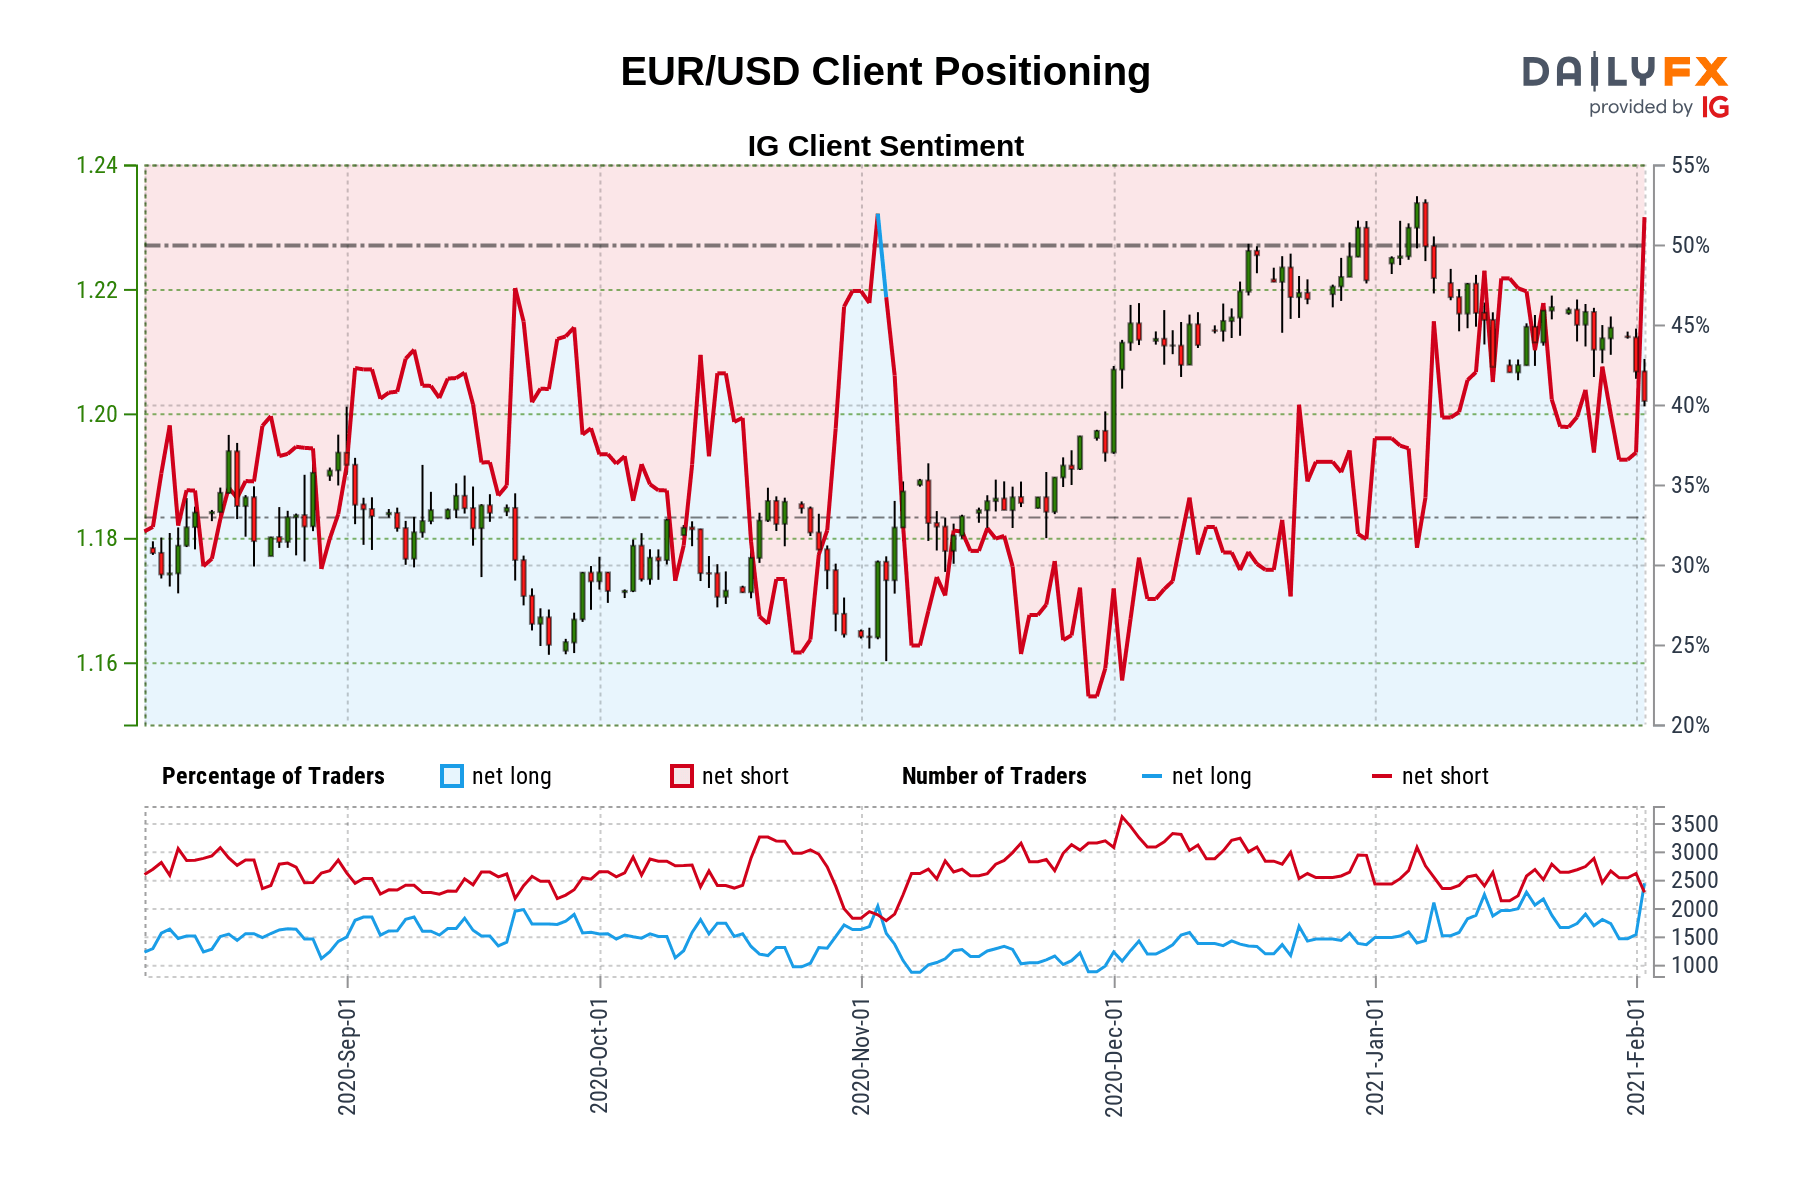 EUR/USD Client Positioning
DAILYFX
provided by IG
IG Client Sentiment
1.24
1.22
1.20
1.18
1.16
55%
50%
45%
40%
35%
30%
25%
20%
Percentage of Traders
net long
net short
Number of Traders
net long
net short
3500
3000
2500
2000
1500
1000
2020-Sep-01
2020-Oct-01
2020-Nov-01
2020-Dec-01
2021-Jan-01
2021-Feb-01